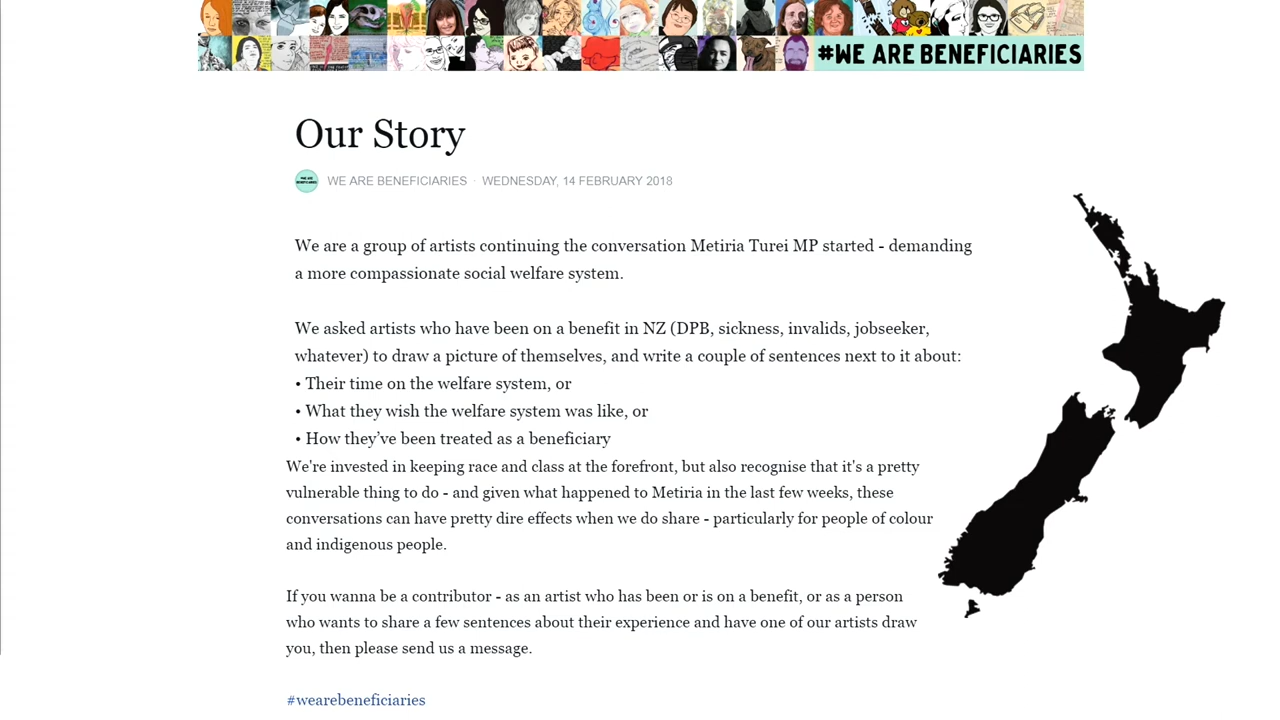 #WE ARE BENEFICIARIES
Our Story
WE ARE BENEFICIARIES · WEDNESDAY, 14 FEBRUARY 2018
We are a group of artists continuing the conversation Metiria Turei MP started - demanding
a more compassionate social welfare system.
We asked artists who have been on a benefit in NZ (DPB, sickness, invalids, jobseeker,
whatever) to draw a picture of themselves, and write a couple of sentences next to it about:
• Their time on the welfare system, or
• What they wish the welfare system was like, or
• How they've been treated as a beneficiary
We're invested in keeping race and class at the forefront, but also recognise that it's a pretty
vulnerable thing to do - and given what happened to Metiria in the last few weeks, these
conversations can have pretty dire effects when we do share - particularly for people of colour
and indigenous people.
If you wanna be a contributor - as an artist who has been or is on a benefit, or as a person
who wants to share a few sentences about their experience and have one of our artists draw
you, then please send us a message.
#wearebeneficiaries